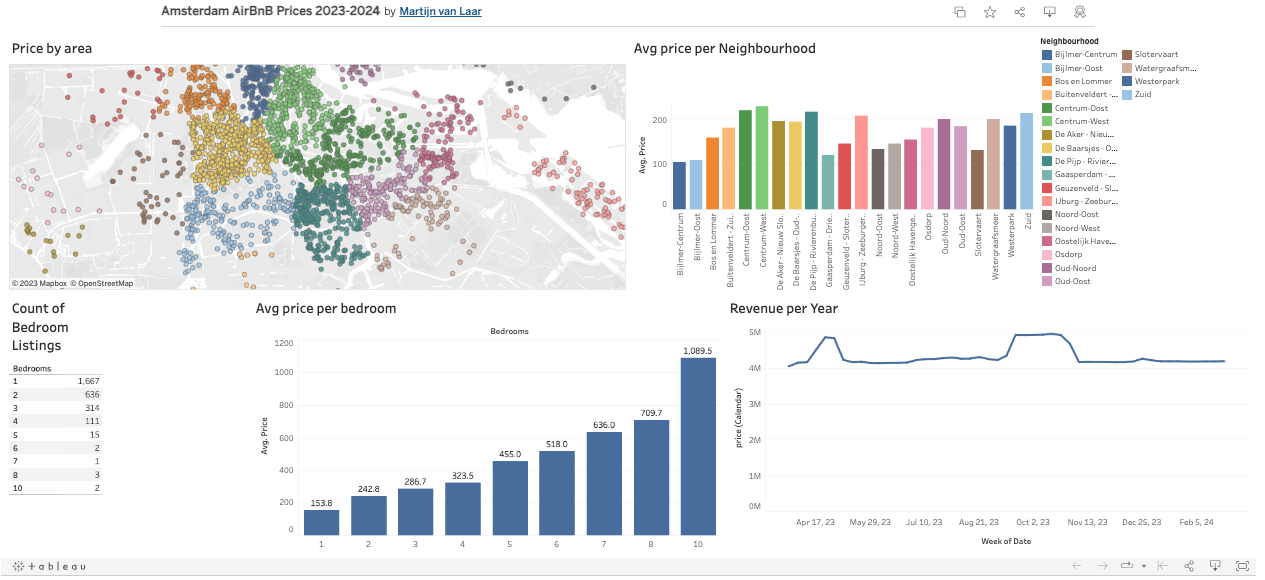 Amsterdam AirBnB Prices 2023-2024 by Martijn van Laar
Price by area
© 2023 Mapbox © OpenStreetMap
Avg price per Neighbourhood
Avg. Price
200
100
0
Bijlmer-Centrum
Bijlmer-Oost
Bos en Lommer
Buitenveldert - Zui..
Centrum-Oost
Centrum-West
De Aker - Nieuw Slo..
De Baarsjes - Oud-..
De Pijp - Rivierenbu..
Gaasperdam - Drie..
Geuzenveld - Sloter..
IJburg - Zeeburger..
Noord-Oost
Noord-West
Oostelijk Havenge..
Osdorp
Oud-Noord
Oud-Oost
Slotervaart
Watergraafsmeer
Westerpark
Zuid
Neighbourhood
Bijlmer-Centrum
Bijlmer-Oost
Bos en Lommer
Buitenveldert -...
Centrum-Oost
Centrum-West
De Aker - Nieu...
De Baarsjes - O...
De Pijp - Rivier...
Gaasperdam - ...
Geuzenveld - Sl...
IJburg - Zeebur...
Noord-Oost
Noord-West
Oostelijk Have...
Osdorp
Oud-Noord
Oud-Oost
Slotervaart
Watergraafsm...
Westerpark
Zuid
Count of
Bedroom
Listings
Bedrooms
1 1,667
2 636
3 314
4 111
5 15
6 2
7 1
8 3
10 2
Avg price per bedroom
Bedrooms
Avg. Price
1200
1000
800
600
400
200
0
153.8
242.8
286.7
323.5
455.0
518.0
636.0
709.7
1,089.5
1 2 3 4 5 6 7 8 10
Revenue per Year
price (Calendar)
5M
4M
3M
2M
1M
0M
Apr 17, 23 May 29, 23 Jul 10, 23 Aug 21, 23 Oct 2, 23 Nov 13, 23 Dec 25, 23 Feb 5, 24
Week of Date
+ableau